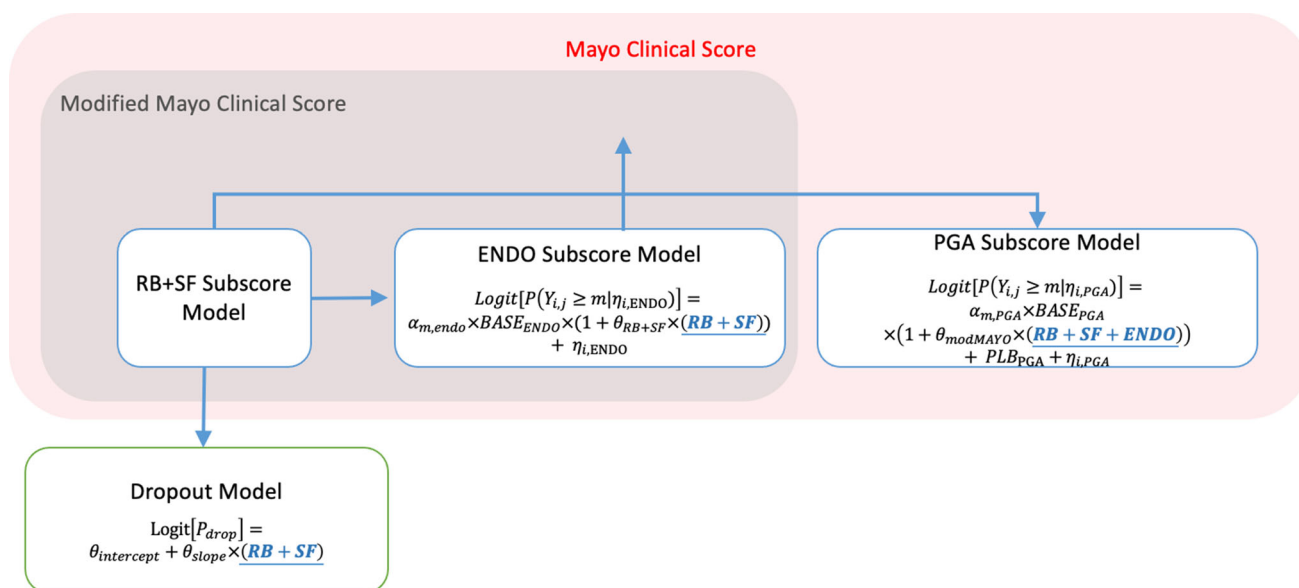 Mayo Clinical Score
Modified Mayo Clinical Score
RB+SF Subscore
Model
ENDO Subscore Model
Logit[P(Y_{i,j} ≥ m|η_{i,ENDO})] =
α_{m,endo}×BASE_{ENDO}×(1 + θ_{RB+SF}×(RB + SF))
+ η_{i,ENDO}
PGA Subscore Model
Logit[P(Y_{i,j} ≥ m|η_{i,PGA})] =
α_{m,PGA}×BASE_{PGA}
×(1 + θ_{modMAYO}×(RB + SF + ENDO))
+ PLB_{PGA} + η_{i,PGA}
Dropout Model
Logit[P_{drop}] =
θ_{intercept} + θ_{slope}×(RB + SF)